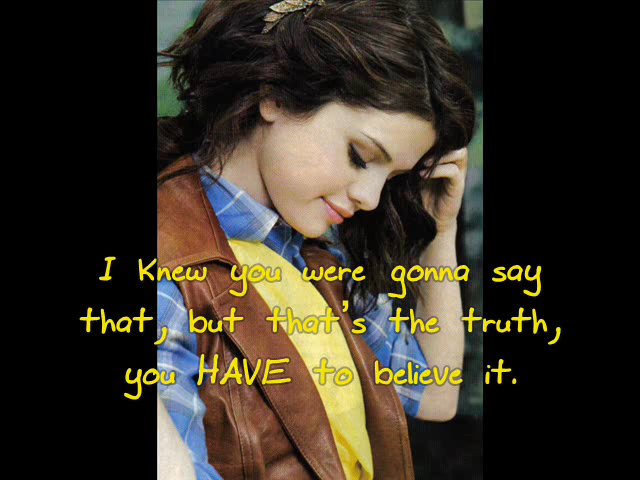 I Knew you were gonna say
that, but that's the truth,
you HAVE to believe it.